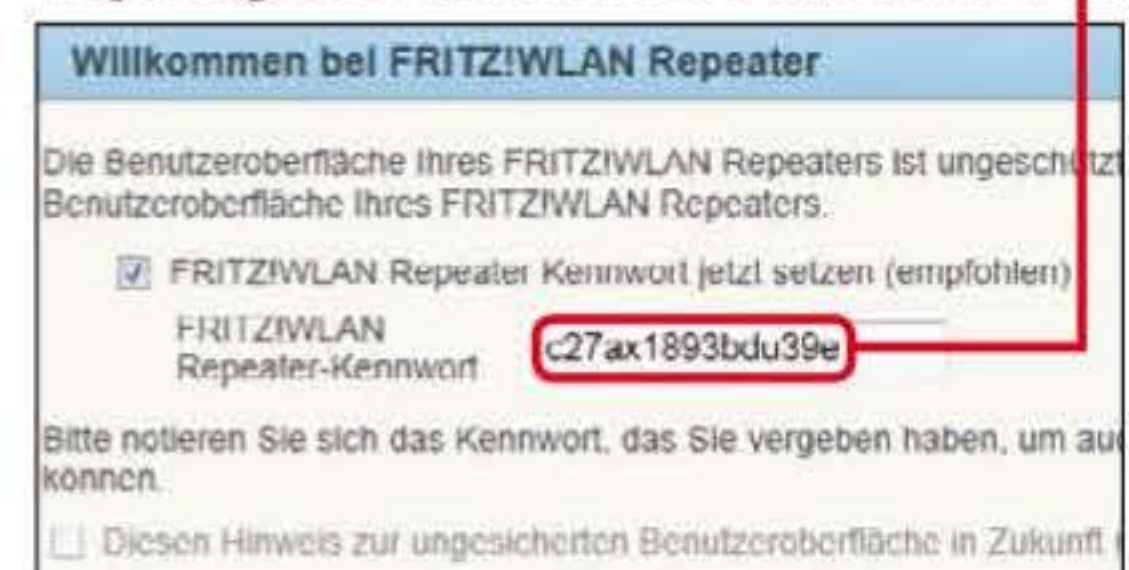 Willkommen bei FRITZ!WLAN Repeater
Die Benutzeroberfläche Ihres FRITZ!WLAN Repeaters ist ungeschützt
Benutzeroberfläche Ihres FRITZ!WLAN Repeaters.
FRITZ!WLAN Repeater Kennwort jetzt setzen (empfohlen)
FRITZ!WLAN
Repeater-Kennwort
c27ax1893bdu39e
Bitte notieren Sie sich das Kennwort, das Sie vergeben haben, um auc
können.
Diesen Hinweis zur ungesicherten Benutzeroberfläche in Zukunft